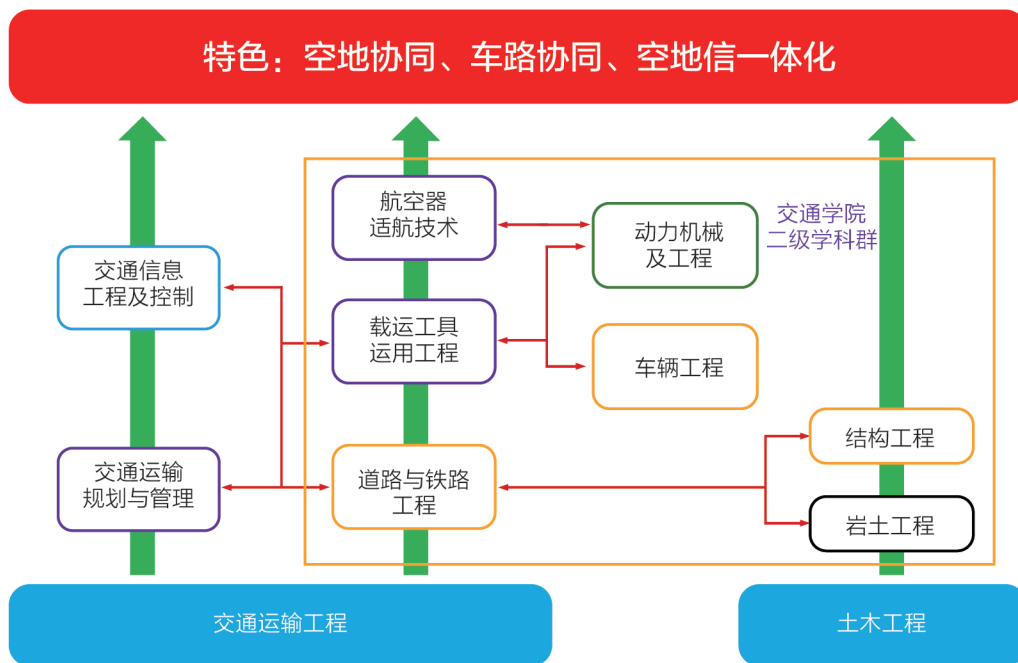 特色：空地协同、车路协同、空地信一体化
航空器
适航技术
动力机械
及工程
交通学院
二级学科群
交通信息
工程及控制
载运工具
运用工程
车辆工程
结构工程
交通运输
规划与管理
道路与铁路
工程
岩土工程
交通运输工程
土木工程